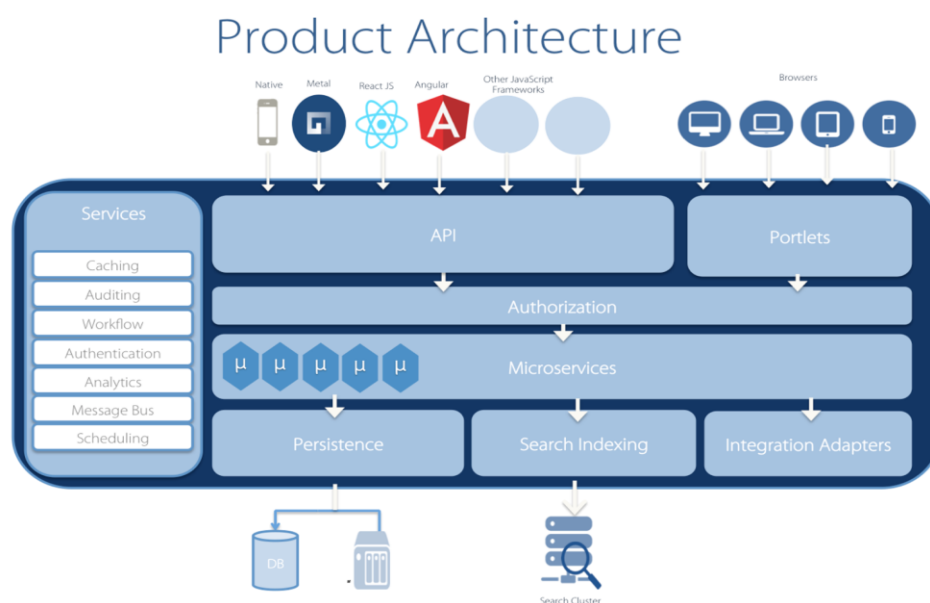 Product Architecture
Native
Metal
React JS
Angular
Other JavaScript
Frameworks
Browsers
Services
Caching
Auditing
Workflow
Authentication
Analytics
Message Bus
Scheduling
API
Portlets
Authorization
µ µ µ µ µ
Microservices
Persistence
Search Indexing
Integration Adapters
DB
Search Cluster